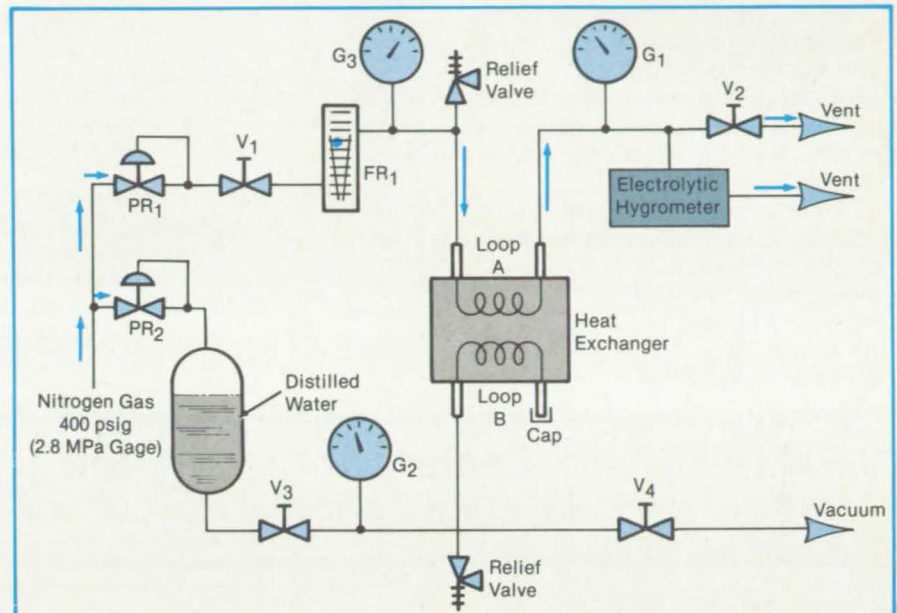 G3
Relief
Valve
G1
V2
Vent
V1
FR1
PR1
Electrolytic
Hygrometer
Vent
Loop
A
PR2
Heat
Exchanger
Distilled
Water
Nitrogen Gas
400 psig
(2.8 MPa Gage)
Loop
B
Cap
G2
V3
V4
Vacuum
Relief
Valve